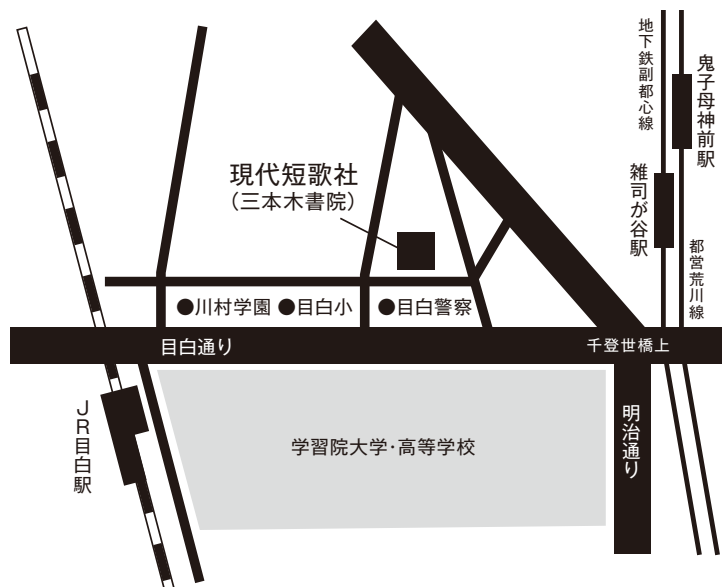 地下鉄副都心線
鬼子母神前駅
現代短歌社
(三本木書院)
雑司が谷駅
都営荒川線
●川村学園 ●目白小 ●目白警察
目白通り
千登世橋上
JR目白駅
学習院大学・高等学校
明治通り